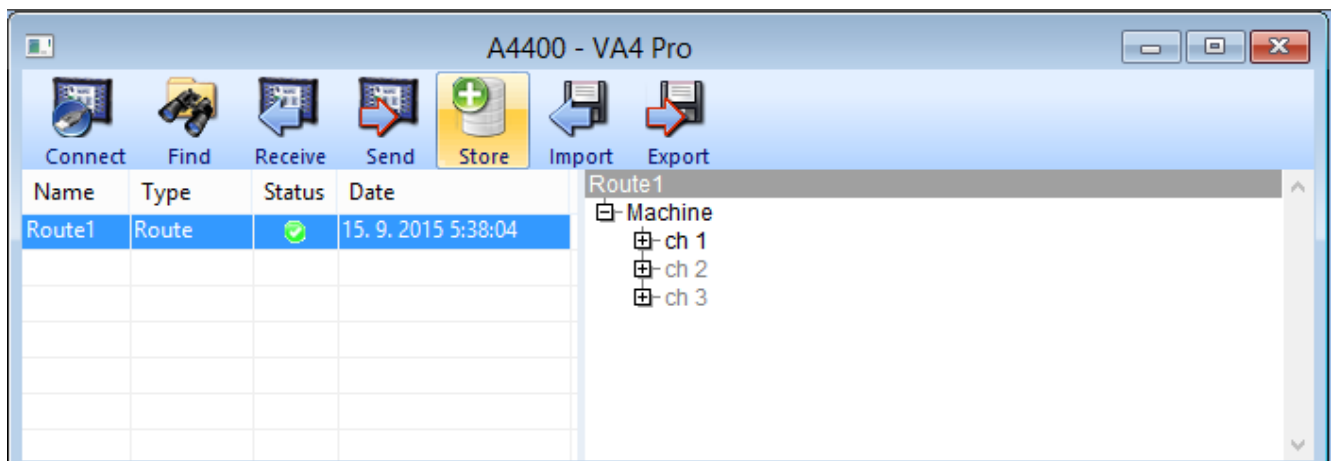 A4400 - VA4 Pro
Connect Find Receive Send Store Import Export
Name Type Status Date
Route1 Route 15. 9. 2015 5:38:04
Route1
Machine
ch 1
ch 2
ch 3